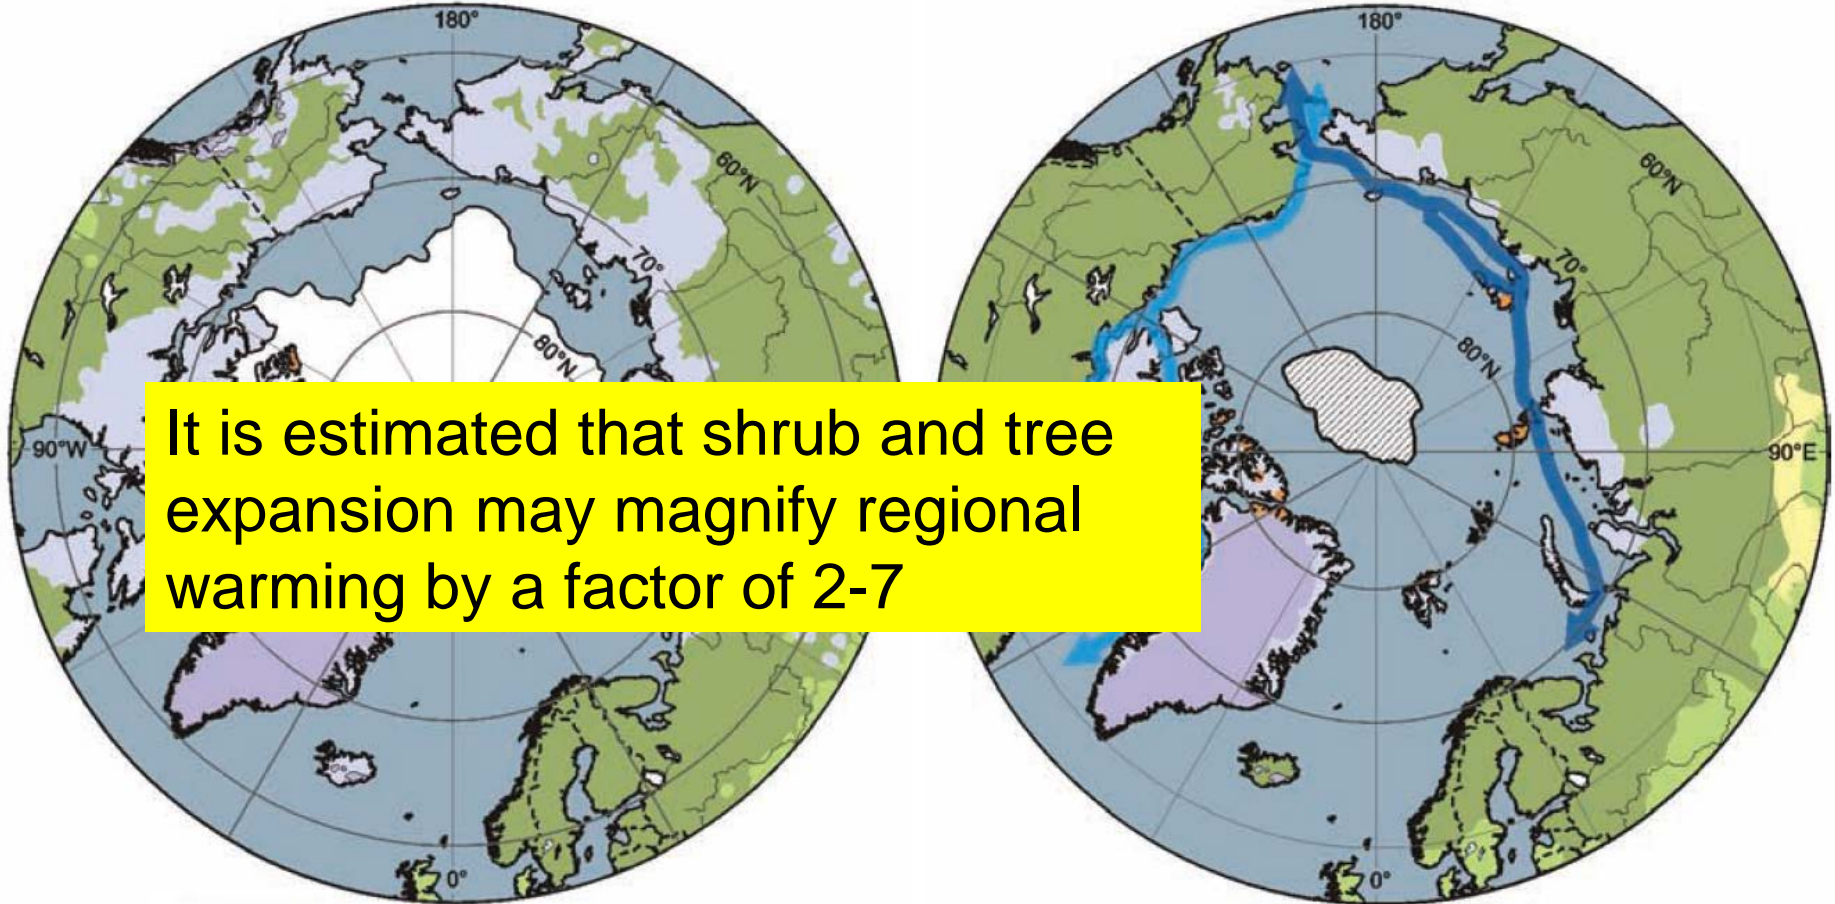 180°
180°
60°N
60°N
70°
70°
80°N
80°N
It is estimated that shrub and tree
expansion may magnify regional
warming by a factor of 2-7
90°W
90°E
0°
0°